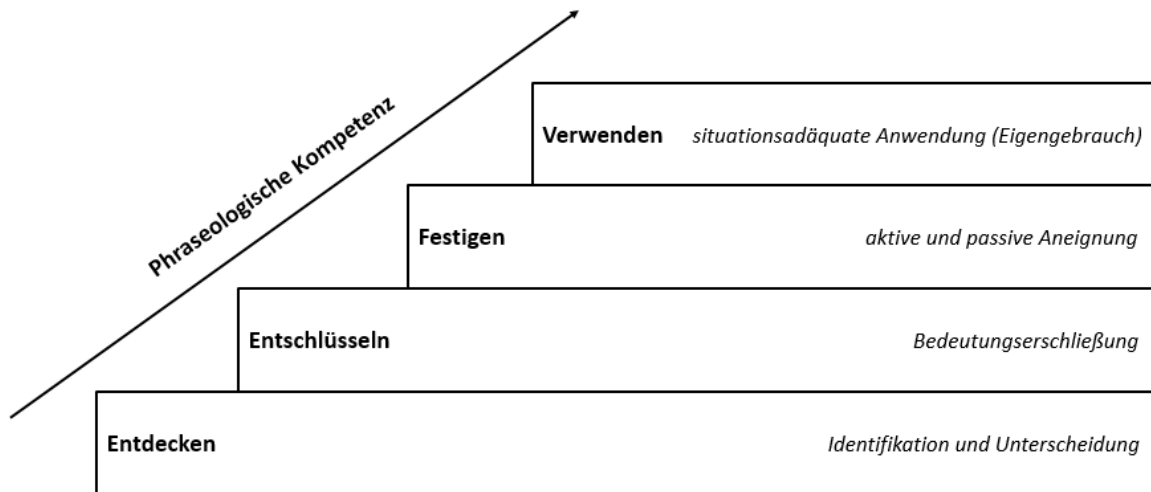 Phraseologische Kompetenz
Verwenden situationsadäquate Anwendung (Eigengebrauch)
Festigen aktive und passive Aneignung
Entschlüsseln Bedeutungserschließung
Entdecken Identifikation und Unterscheidung